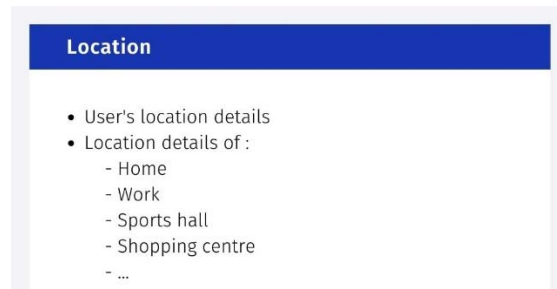 Location
• User's location details
• Location details of :
- Home
- Work
- Sports hall
- Shopping centre
- ...